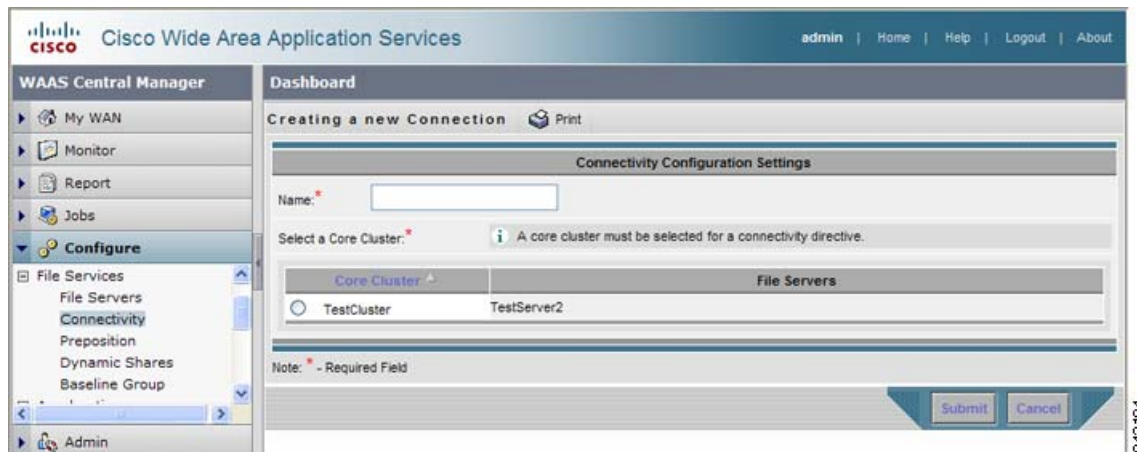 CISCO
Cisco Wide Area Application Services
admin | Home | Help | Logout | About
WAAS Central Manager
My WAN
Monitor
Report
Jobs
Configure
File Services
File Servers
Connectivity
Preposition
Dynamic Shares
Baseline Group
Admin
Dashboard
Creating a new Connection Print
Connectivity Configuration Settings
Name:*
Select a Core Cluster:* i A core cluster must be selected for a connectivity directive.
Core Cluster File Servers
TestCluster TestServer2
Note: * - Required Field
Submit Cancel